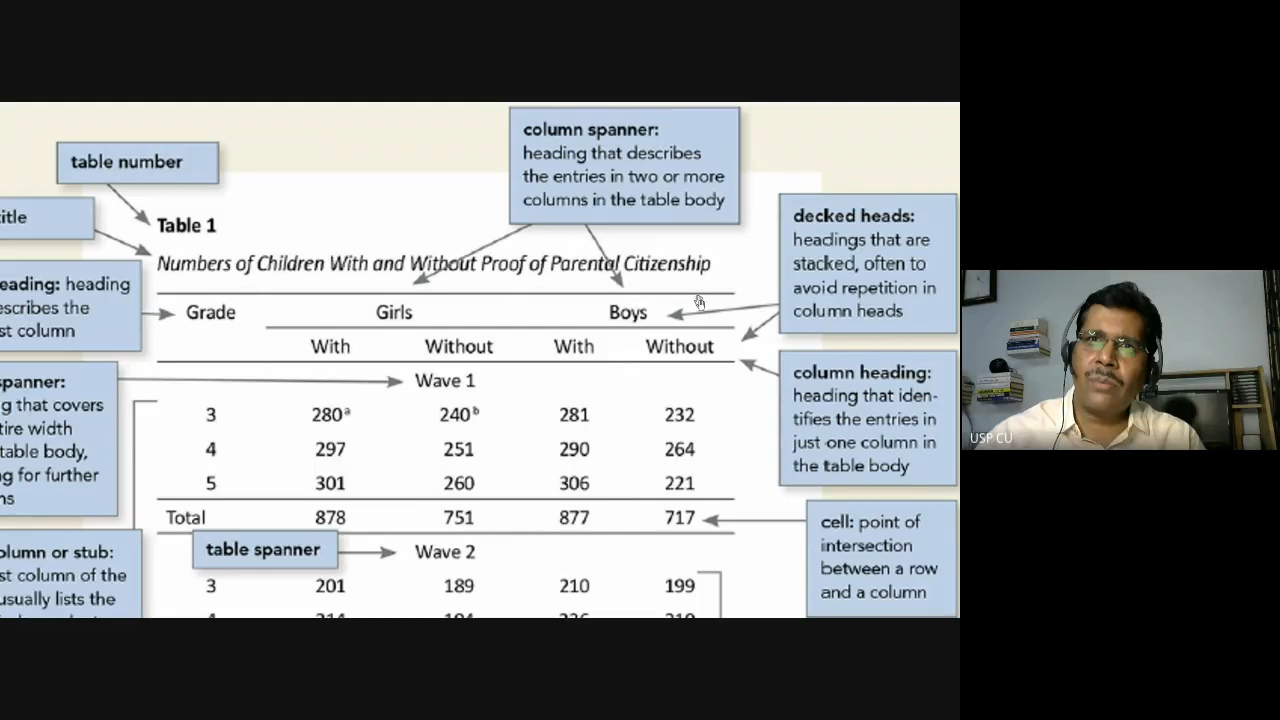 column spanner:
heading that describes
the entries in two or more
columns in the table body
table number
title
Table 1
Numbers of Children With and Without Proof of Parental Citizenship
decked heads:
headings that are
stacked, often to
avoid repetition in
column heads
eading: heading
escribes the
st column
Grade Girls Boys
With Without With Without
spanner:
g that covers
tire width
table body,
g for further
ns
Wave 1
column heading:
heading that iden-
tifies the entries in
just one column in
the table body
3 280ᵃ 240ᵇ 281 232
4 297 251 290 264
5 301 260 306 221
Total 878 751 877 717
cell: point of
intersection
between a row
and a column
table spanner
Wave 2
olumn or stub:
st column of the
usually lists the
3 201 189 210 199
USP CU